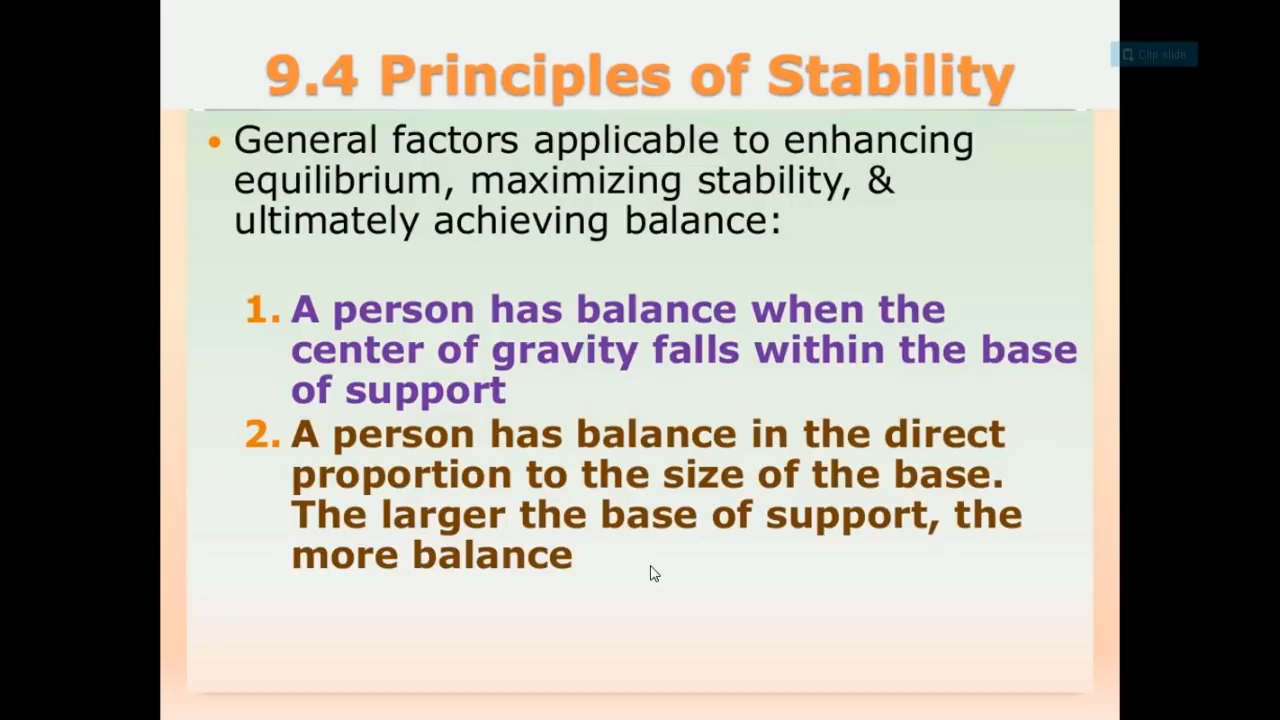 9.4 Principles of Stability
Clip slide
• General factors applicable to enhancing
equilibrium, maximizing stability, &
ultimately achieving balance:
1. A person has balance when the
center of gravity falls within the base
of support
2. A person has balance in the direct
proportion to the size of the base.
The larger the base of support, the
more balance